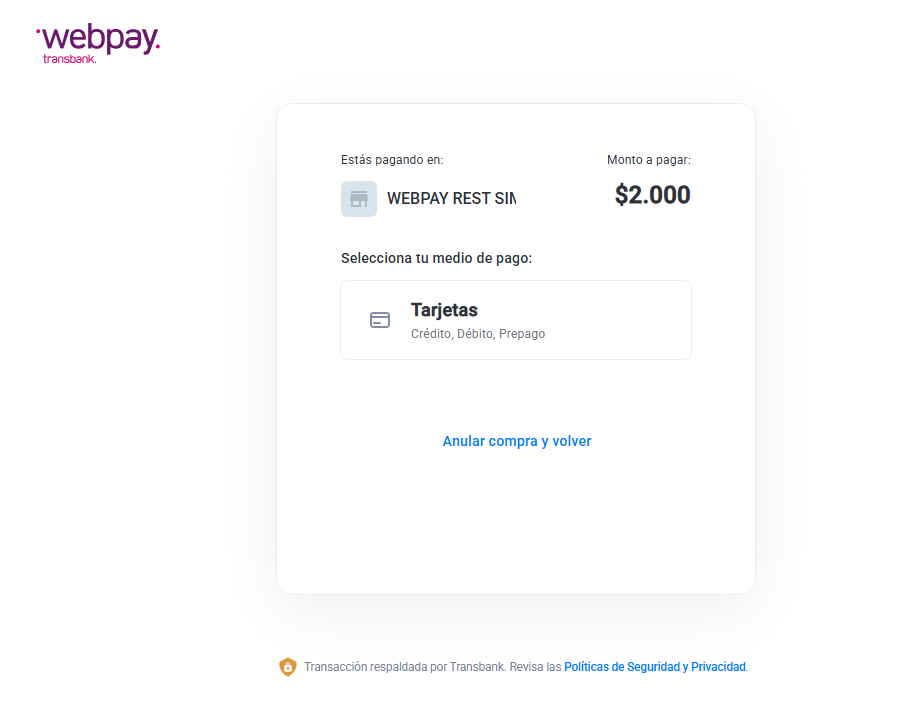 webpay.
transbank.
Estás pagando en:
Monto a pagar:
WEBPAY REST SIM
$2.000
Selecciona tu medio de pago:
Tarjetas
Crédito, Débito, Prepago
Anular compra y volver
Transacción respaldada por Transbank. Revisa las Políticas de Seguridad y Privacidad.